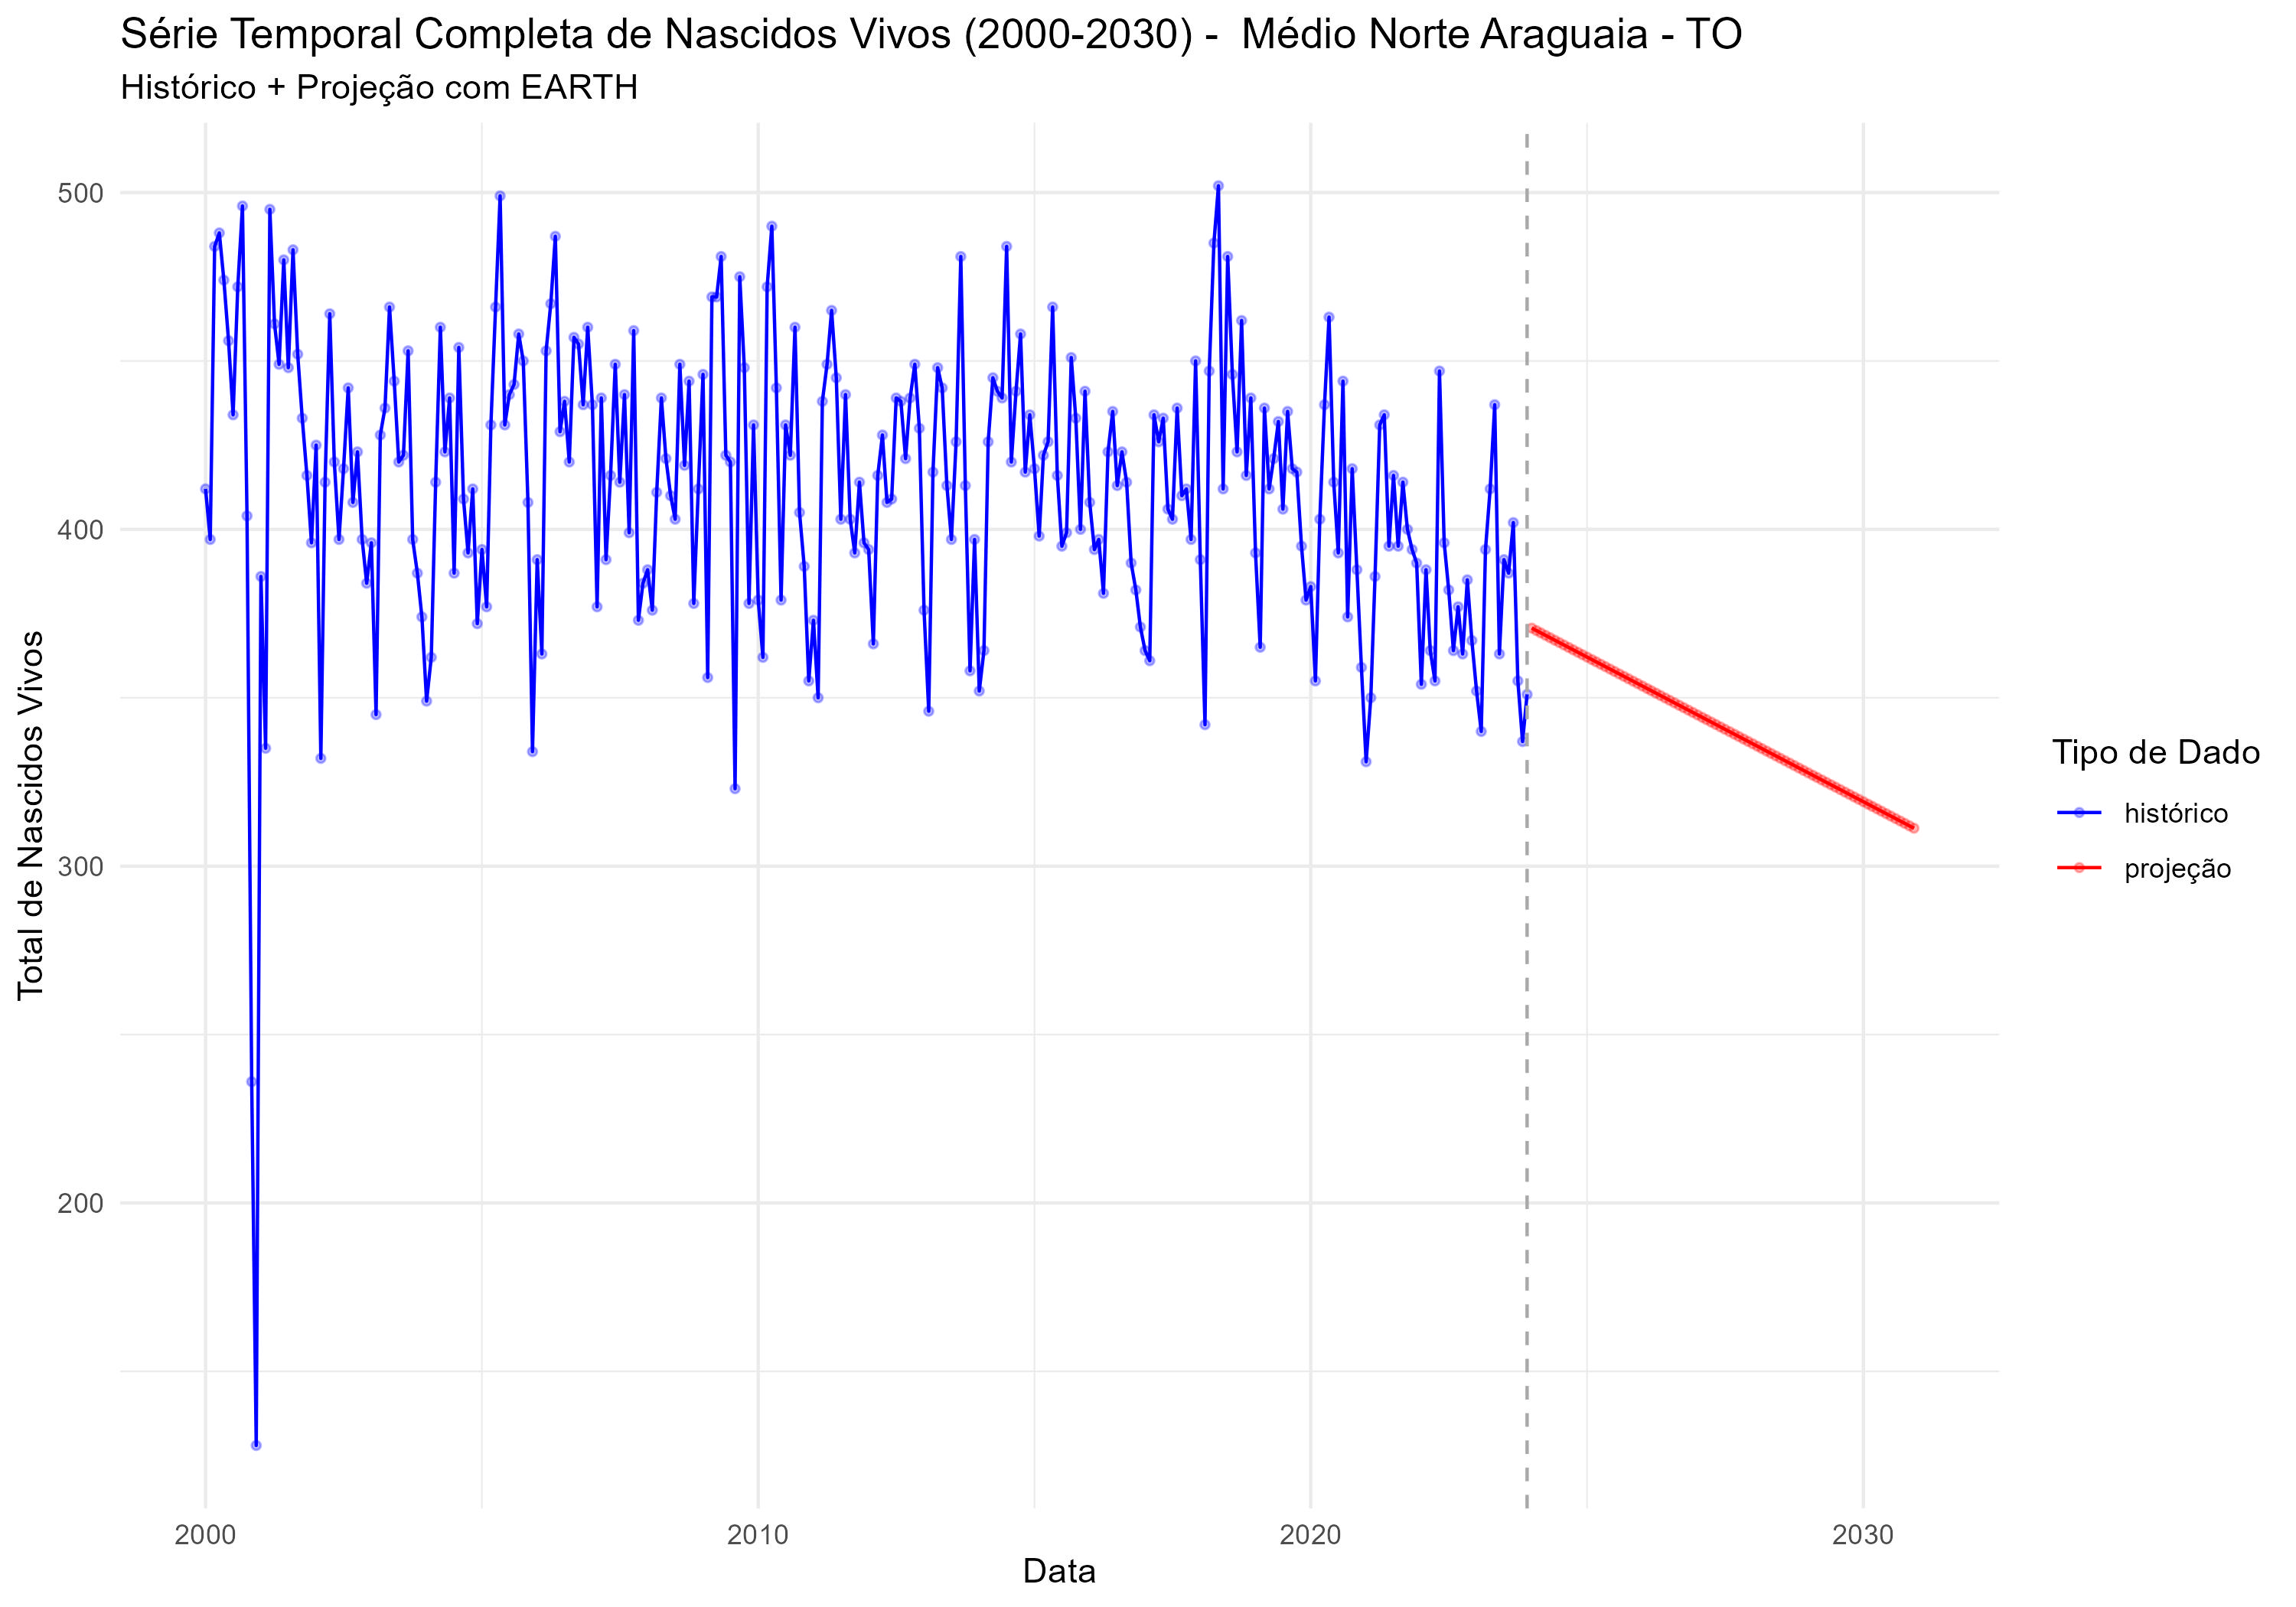 Série Temporal Completa de Nascidos Vivos (2000-2030) -  Médio Norte Araguaia - TO
Histórico + Projeção com EARTH
Total de Nascidos Vivos
500
400
300
200
2000
2010
2020
2030
Data
Tipo de Dado
histórico
projeção